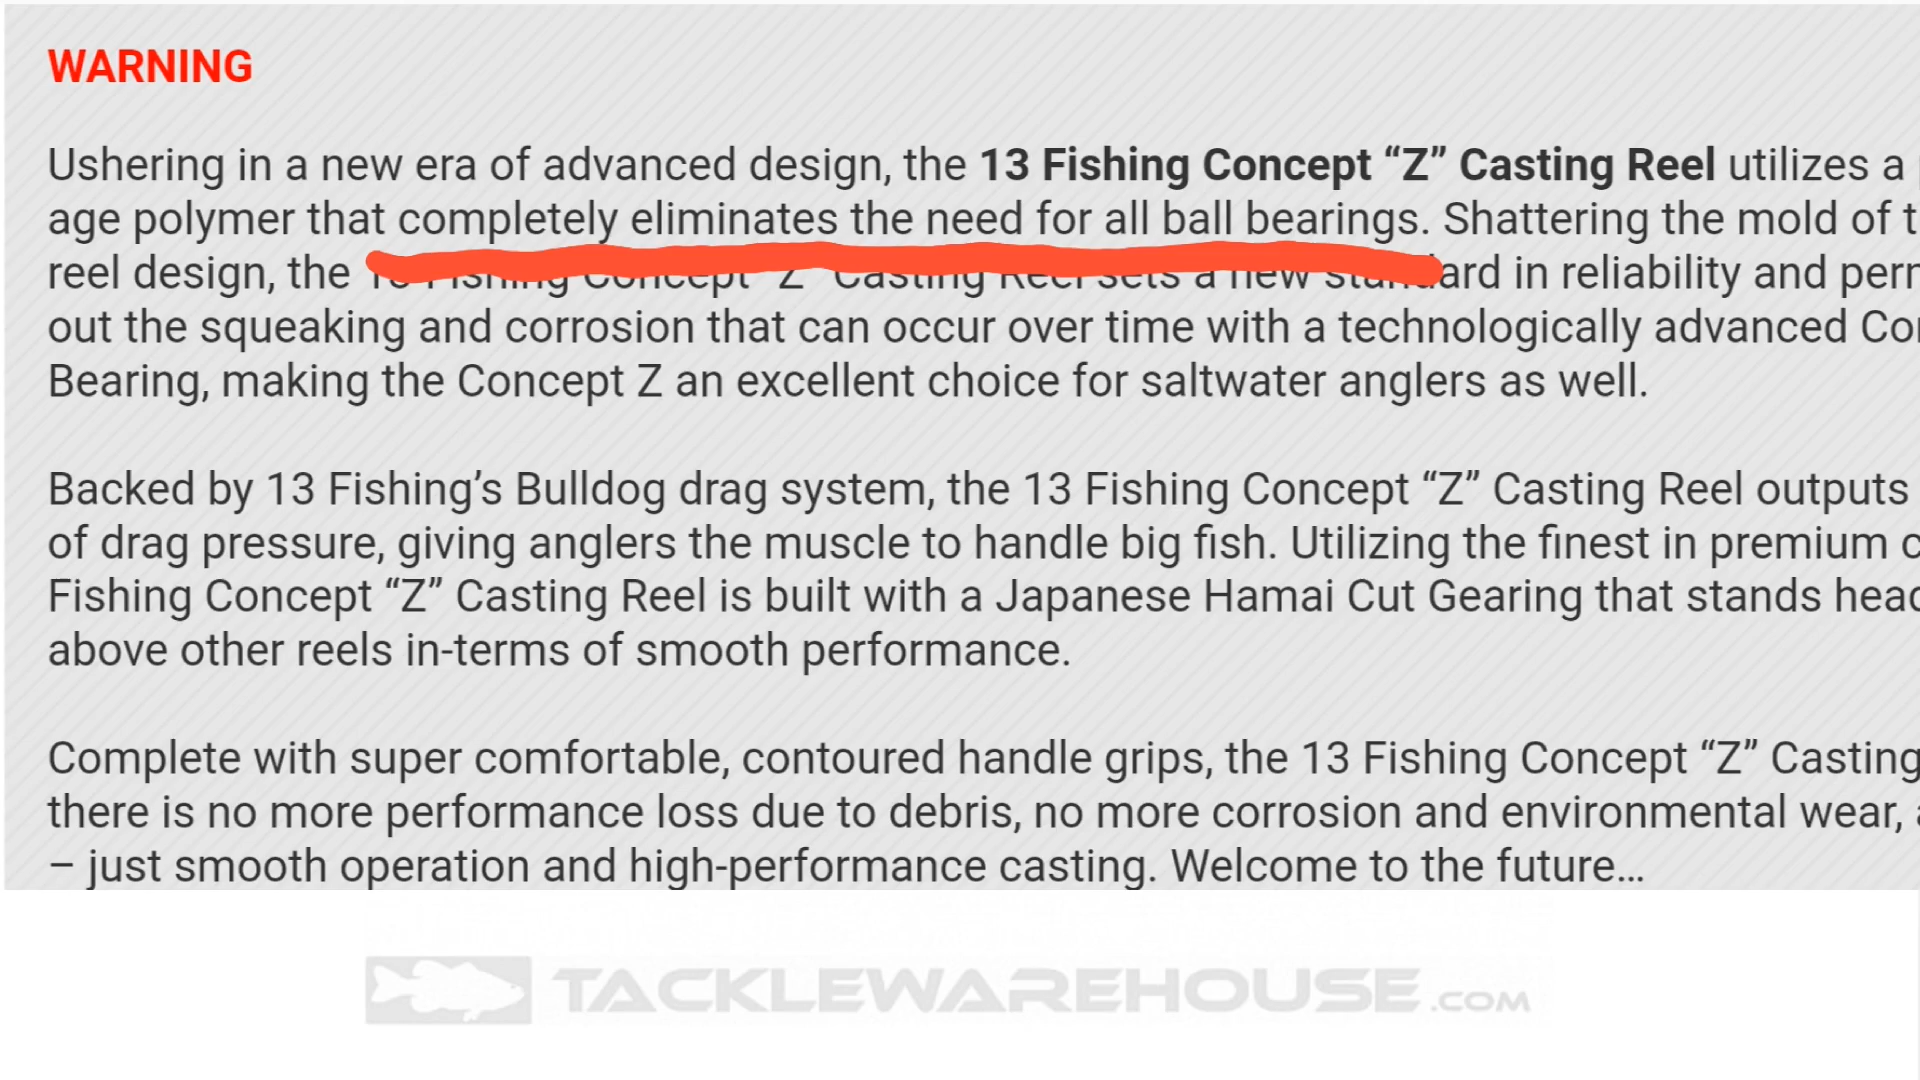 WARNING
Ushering in a new era of advanced design, the 13 Fishing Concept “Z” Casting Reel utilizes a
age polymer that completely eliminates the need for all ball bearings. Shattering the mold of
reel design, the 13 Fishing Concept “Z” Casting Reel sets a new standard in reliability and
out the squeaking and corrosion that can occur over time with a technologically advanced
Bearing, making the Concept Z an excellent choice for saltwater anglers as well.
Backed by 13 Fishing’s Bulldog drag system, the 13 Fishing Concept “Z” Casting Reel outputs
of drag pressure, giving anglers the muscle to handle big fish. Utilizing the finest in premium
Fishing Concept “Z” Casting Reel is built with a Japanese Hamai Cut Gearing that stands
above other reels in-terms of smooth performance.
Complete with super comfortable, contoured handle grips, the 13 Fishing Concept “Z” Casting
there is no more performance loss due to debris, no more corrosion and environmental wear,
– just smooth operation and high-performance casting. Welcome to the future...
TACKLEWAREHOUSE.COM